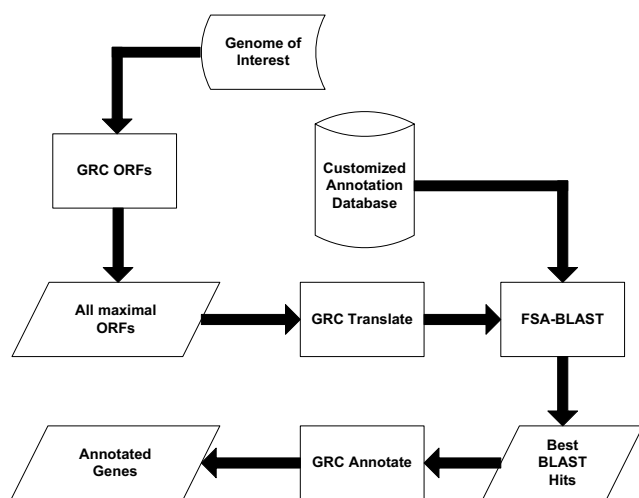 Genome of
Interest
GRC ORFs
Customized
Annotation
Database
All maximal
ORFs
GRC Translate
FSA-BLAST
Annotated
Genes
GRC Annotate
Best
BLAST
Hits